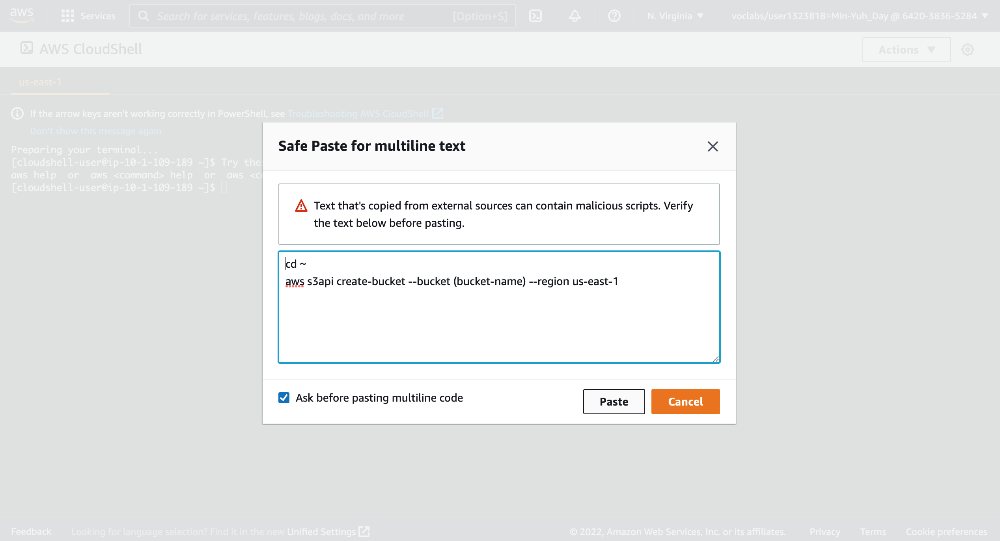 aws
Services
Search for services, features, blogs, docs, and more
[Option+S]
N. Virginia
voclabs/user1323818=Min-Yuh_Day @ 6420-3836-5284
AWS CloudShell
Actions
us-east-1
If the arrow keys aren't working correctly in PowerShell, see Troubleshooting AWS CloudShell
Don't show this message again
Preparing your terminal...
[cloudshell-user@ip-10-1-109-189 ~]$ Try
aws help or aws <command> help or aws
[cloudshell-user@ip-10-1-109-189 ~]$
Safe Paste for multiline text
Text that's copied from external sources can contain malicious scripts. Verify
the text below before pasting.
cd ~
aws s3api create-bucket --bucket (bucket-name) --region us-east-1
Ask before pasting multiline code
Paste
Cancel
Feedback
Looking for language selection? Find it in the new Unified Settings
© 2022, Amazon Web Services, Inc. or its affiliates.
Privacy
Terms
Cookie preferences